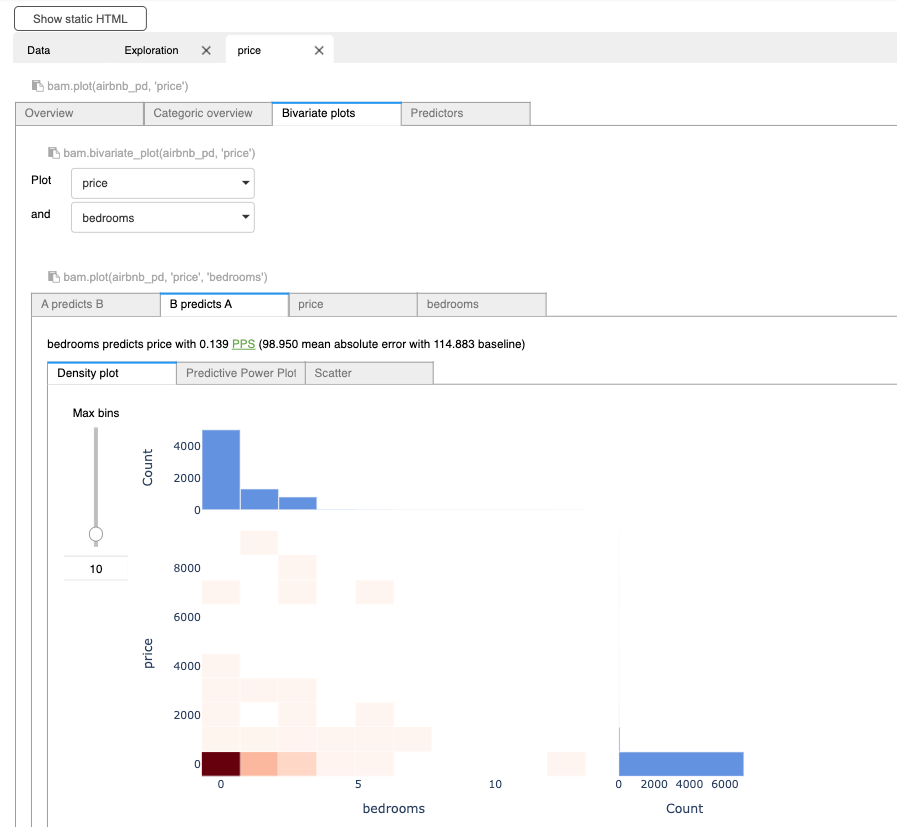 Show static HTML
Data Exploration ✕ price ✕
bam.plot(airbnb_pd, 'price')
Overview Categoric overview Bivariate plots Predictors
bam.bivariate_plot(airbnb_pd, 'price')
Plot price
and bedrooms
bam.plot(airbnb_pd, 'price', 'bedrooms')
A predicts B B predicts A price bedrooms
bedrooms predicts price with 0.139 PPS (98.950 mean absolute error with 114.883 baseline)
Density plot Predictive Power Plot Scatter
Max bins
10
Count
4000
2000
0
price
8000
6000
4000
2000
0
0 5 10
bedrooms
0 2000 4000 6000
Count